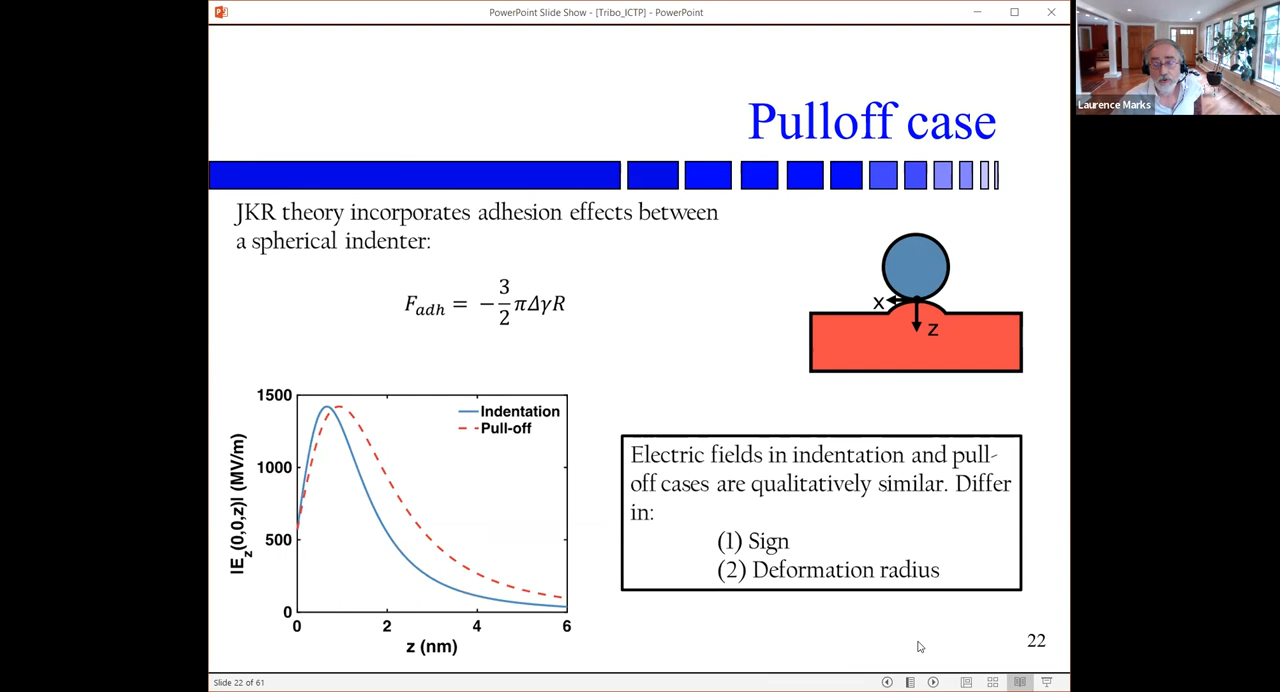 PowerPoint Slide Show - [Tribo_ICTP] - PowerPoint
Laurence Marks
Pulloff case
JKR theory incorporates adhesion effects between
a spherical indenter:
F_adh = −3/2 πΔγR
x
z
1500
1000
500
0
0 2 4 6
|E_z(0,0,z)| (MV/m)
z (nm)
Indentation
Pull-off
Electric fields in indentation and pull-
off cases are qualitatively similar. Differ
in:
(1) Sign
(2) Deformation radius
22
Slide 22 of 61